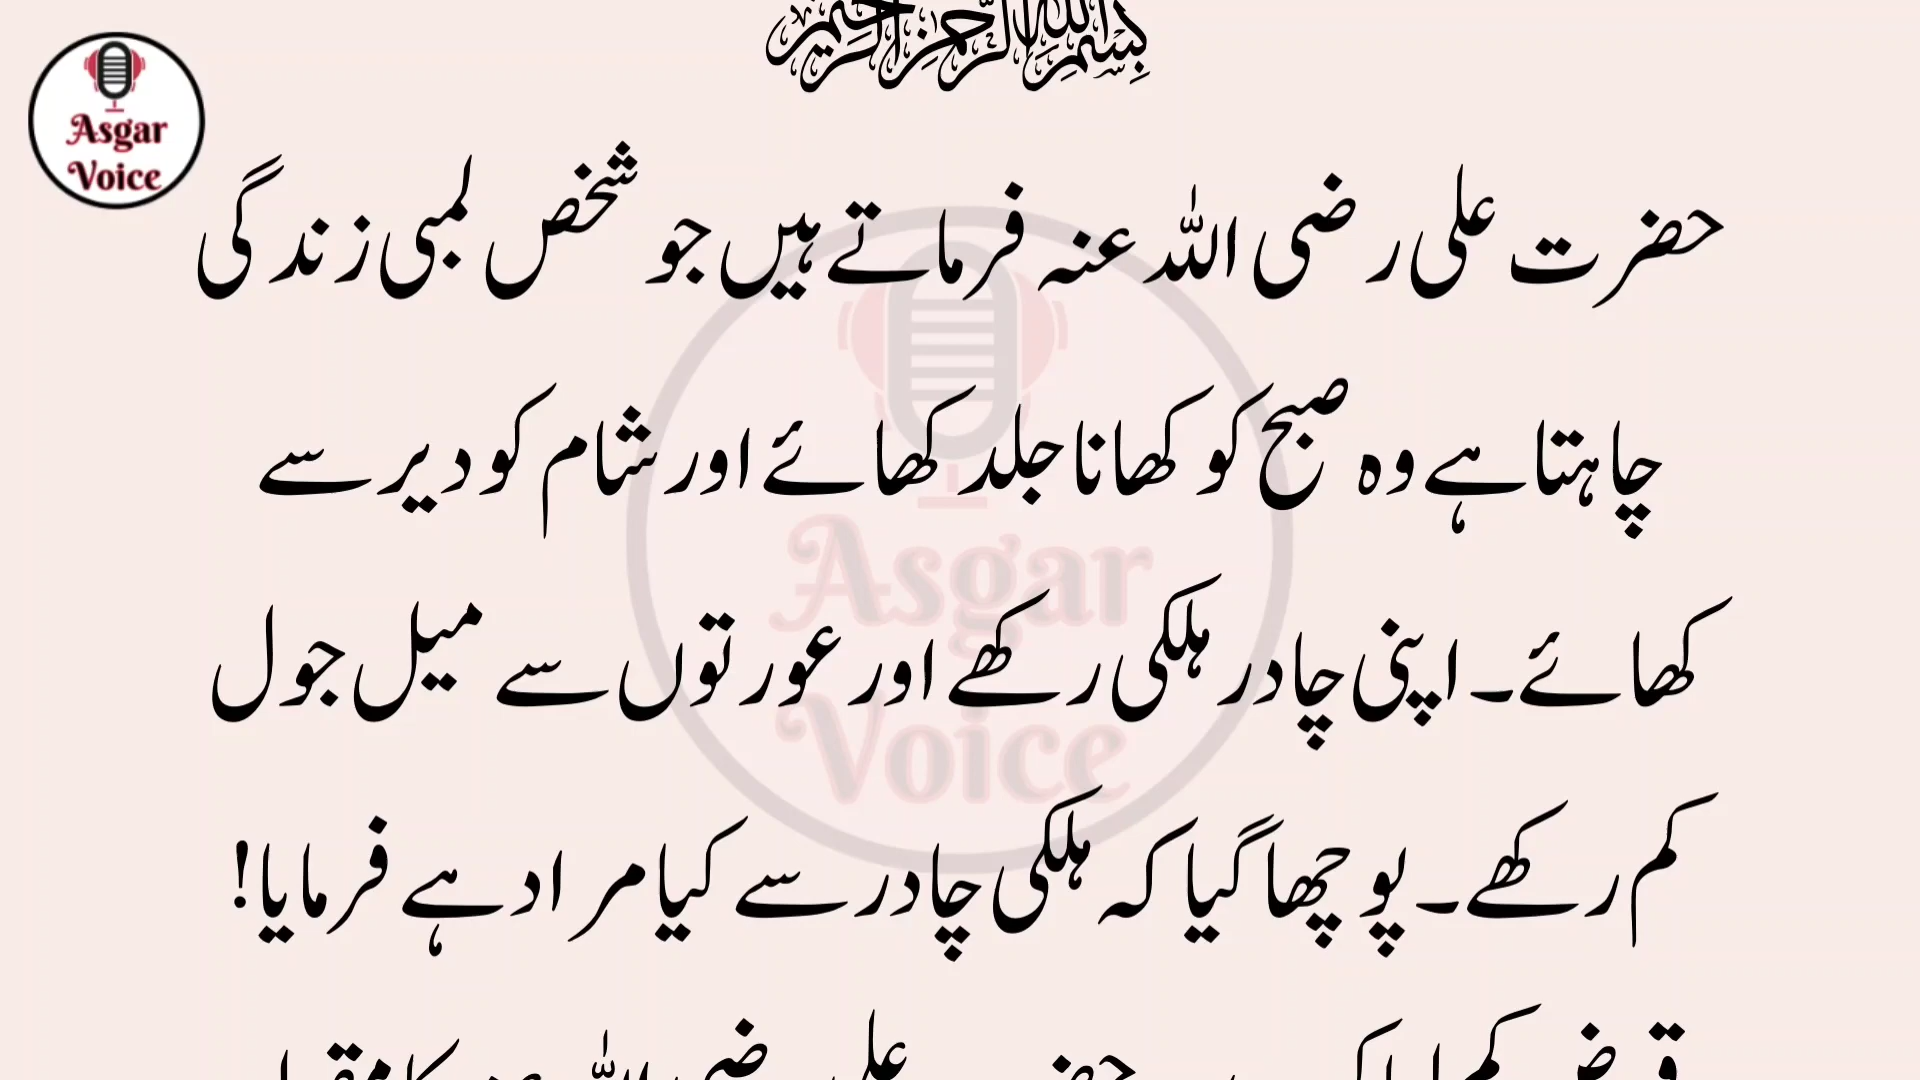 بسم اللہ الرحمن الرحیم
Asgar
Voice
حضرت علی رضی اللہ عنہ فرماتے ہیں جو شخص لمبی زندگی
چاہتا ہے وہ صبح کو کھانا جلد کھائے اور شام کو دیر سے
کھائے۔ اپنی چادر ہلکی رکھے اور عورتوں سے میل جول
کم رکھے۔ پوچھا گیا کہ ہلکی چادر سے کیا مراد ہے فرمایا!
Asgar
Voice